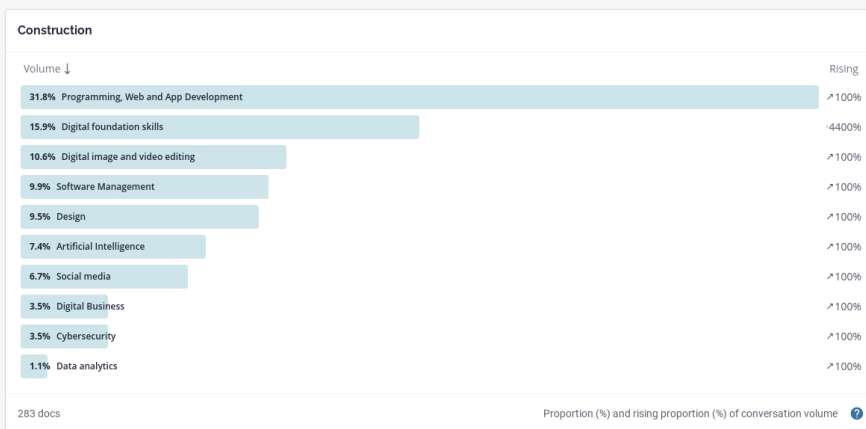 Construction
Volume ↓ Rising
31.8% Programming, Web and App Development ↗100%
15.9% Digital foundation skills 4400%
10.6% Digital image and video editing ↗100%
9.9% Software Management ↗100%
9.5% Design ↗100%
7.4% Artificial Intelligence ↗100%
6.7% Social media ↗100%
3.5% Digital Business ↗100%
3.5% Cybersecurity ↗100%
1.1% Data analytics ↗100%
283 docs Proportion (%) and rising proportion (%) of conversation volume ?